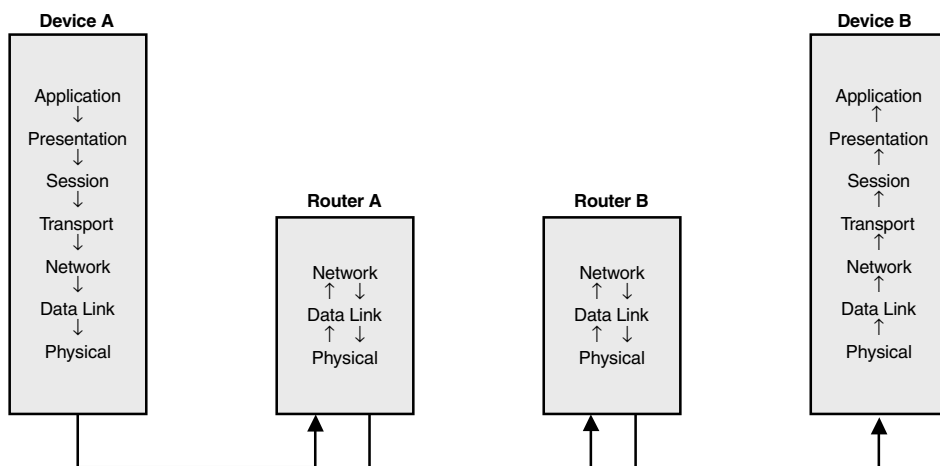 Device A
Application
Presentation
Session
Transport
Network
Data Link
Physical
Router A
Network
Data Link
Physical
Router B
Network
Data Link
Physical
Device B
Application
Presentation
Session
Transport
Network
Data Link
Physical